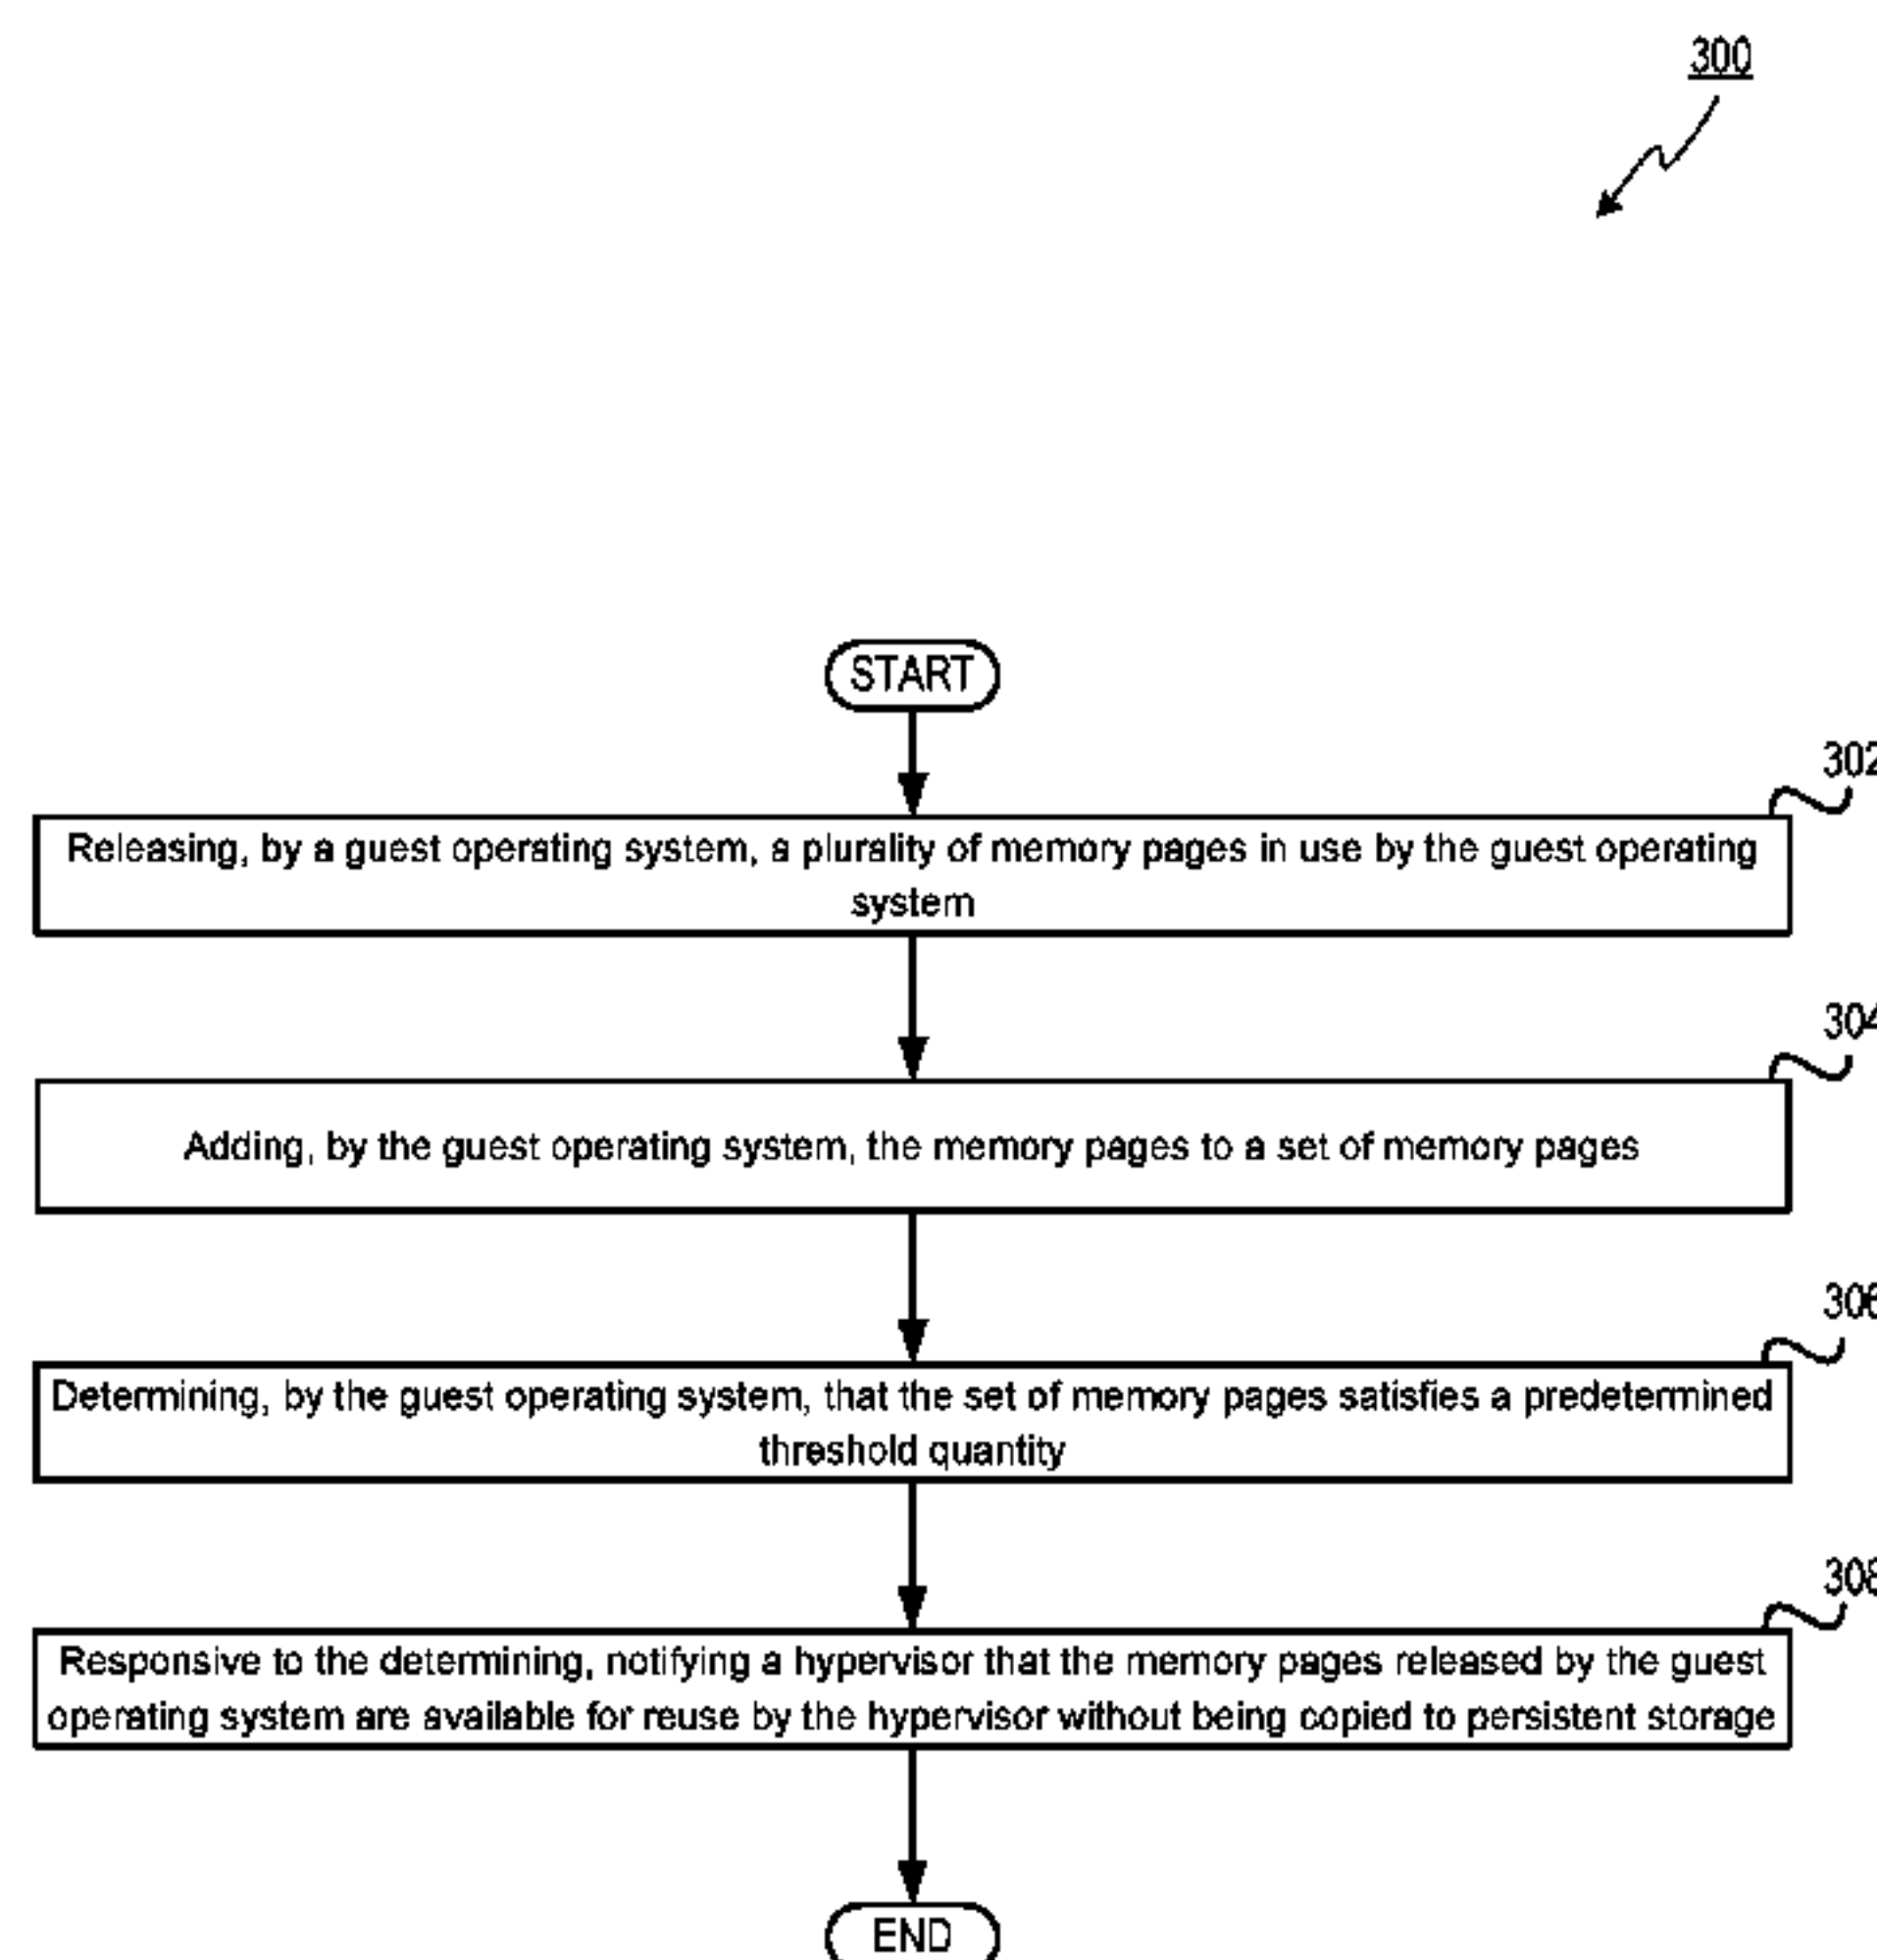 300
START
302
Releasing, by a guest operating system, a plurality of memory pages in use by the guest operating
system
304
Adding, by the guest operating system, the memory pages to a set of memory pages
306
Determining, by the guest operating system, that the set of memory pages satisfies a predetermined
threshold quantity
308
Responsive to the determining, notifying a hypervisor that the memory pages released by the guest
operating system are available for reuse by the hypervisor without being copied to persistent storage
END